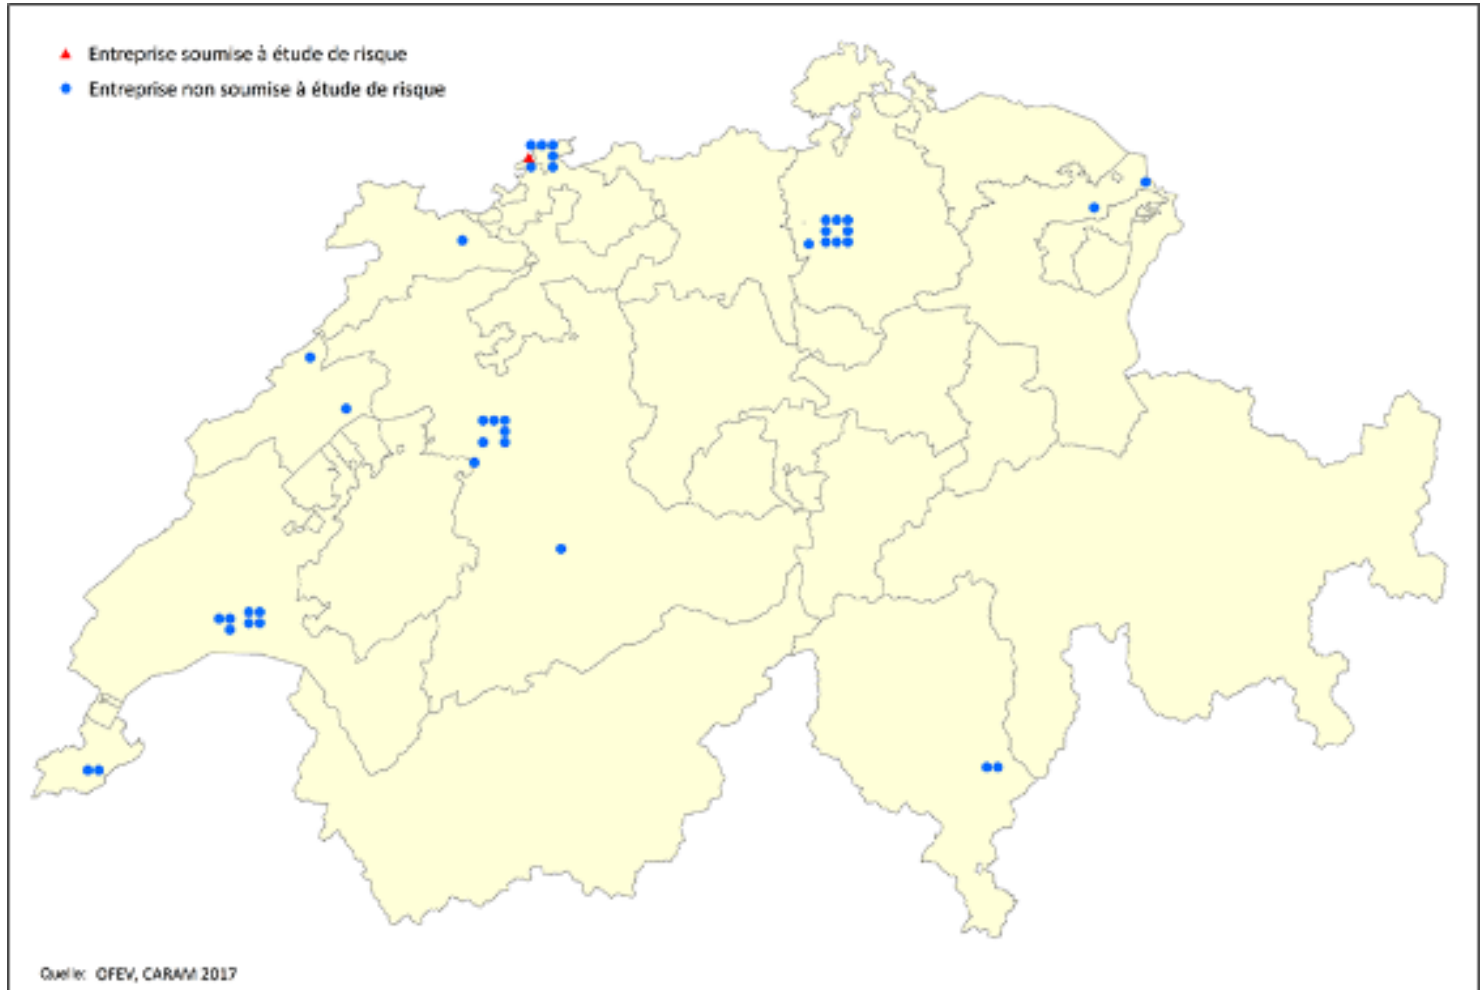 Entreprise soumise à étude de risque
Entreprise non soumise à étude de risque
Quelle: OFEV, CARAM 2017